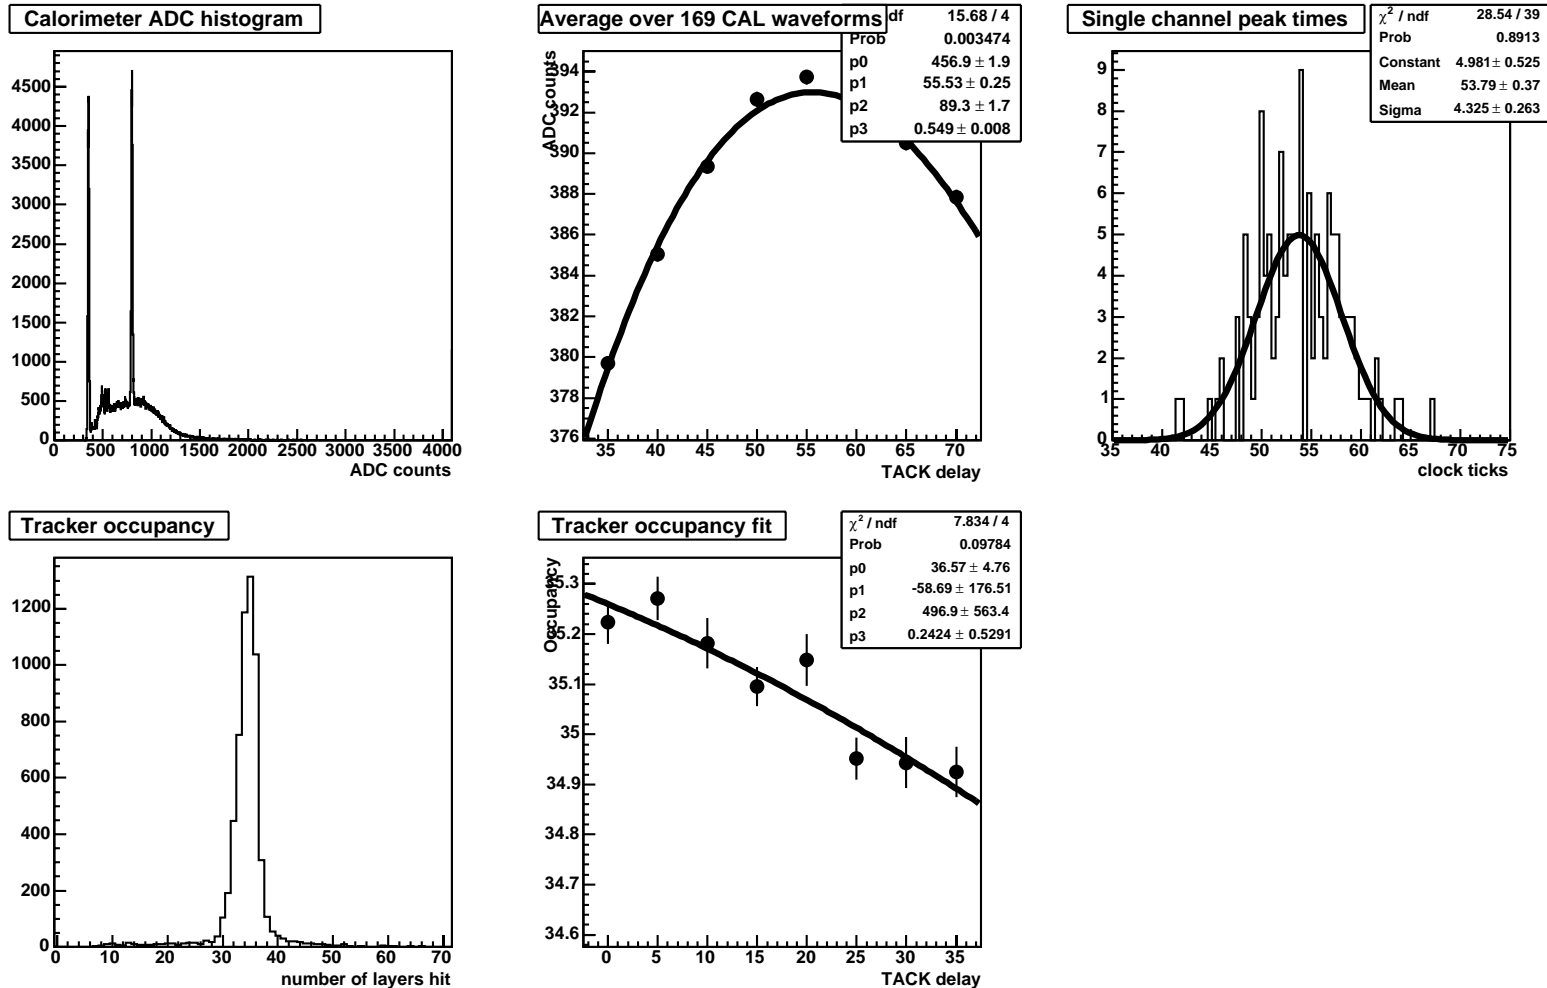 Calorimeter ADC histogram
4500
4000
3500
3000
2500
2000
1500
1000
500
0
0 500 1000 1500 2000 2500 3000 3500 4000
ADC counts
Average over 169 CAL waveforms
ndf 15.68 / 4
Prob 0.003474
p0 456.9 ± 1.9
p1 55.53 ± 0.25
p2 89.3 ± 1.7
p3 0.549 ± 0.008
ADC counts
394
392
390
388
386
384
382
380
378
376
35 40 45 50 55 60 65 70
TACK delay
Single channel peak times
χ² / ndf 28.54 / 39
Prob 0.8913
Constant 4.981 ± 0.525
Mean 53.79 ± 0.37
Sigma 4.325 ± 0.263
9
8
7
6
5
4
3
2
1
0
35 40 45 50 55 60 65 70 75
clock ticks
Tracker occupancy
1200
1000
800
600
400
200
0
0 10 20 30 40 50 60 70
number of layers hit
Tracker occupancy fit
χ² / ndf 7.834 / 4
Prob 0.09784
p0 36.57 ± 4.76
p1 -58.69 ± 176.51
p2 496.9 ± 563.4
p3 0.2424 ± 0.5291
Occupancy
35.3
35.2
35.1
35
34.9
34.8
34.7
34.6
0 5 10 15 20 25 30 35
TACK delay